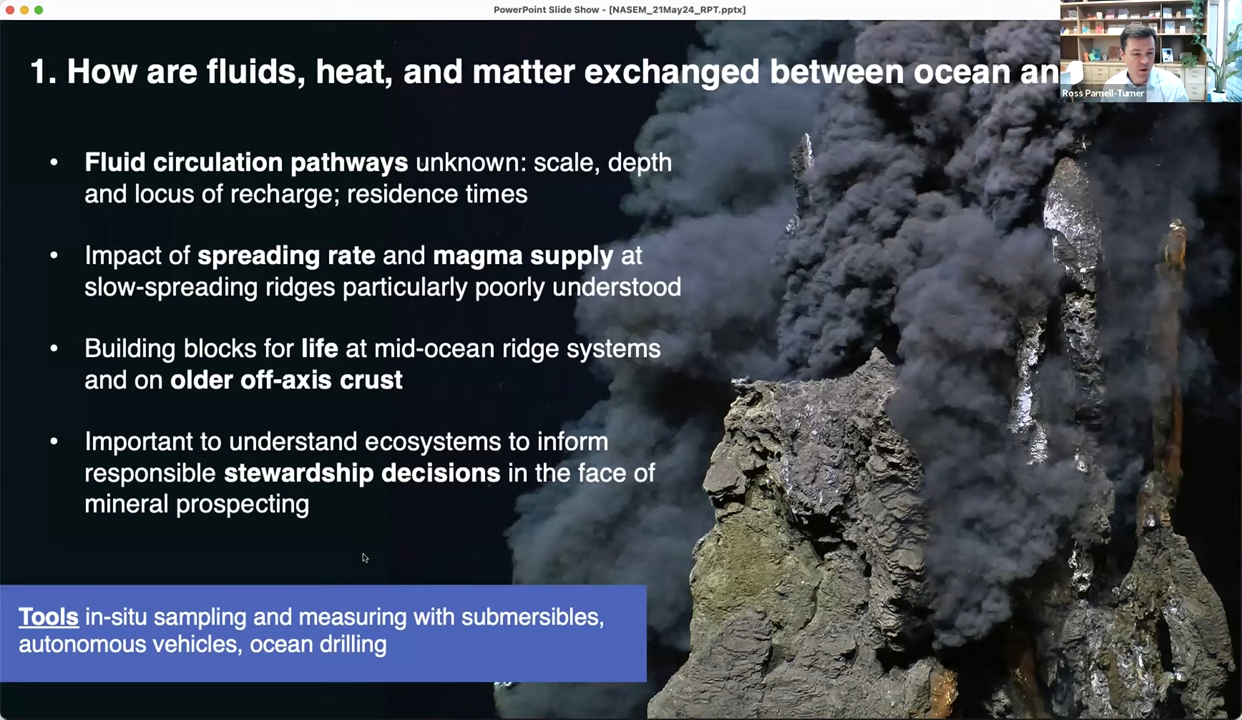 PowerPoint Slide Show - [NASEM_21May24_RPT.pptx]
1. How are fluids, heat, and matter exchanged between ocean an
Ross Parnell-Turner
• Fluid circulation pathways unknown: scale, depth
and locus of recharge; residence times
• Impact of spreading rate and magma supply at
slow-spreading ridges particularly poorly understood
• Building blocks for life at mid-ocean ridge systems
and on older off-axis crust
• Important to understand ecosystems to inform
responsible stewardship decisions in the face of
mineral prospecting
Tools in-situ sampling and measuring with submersibles,
autonomous vehicles, ocean drilling